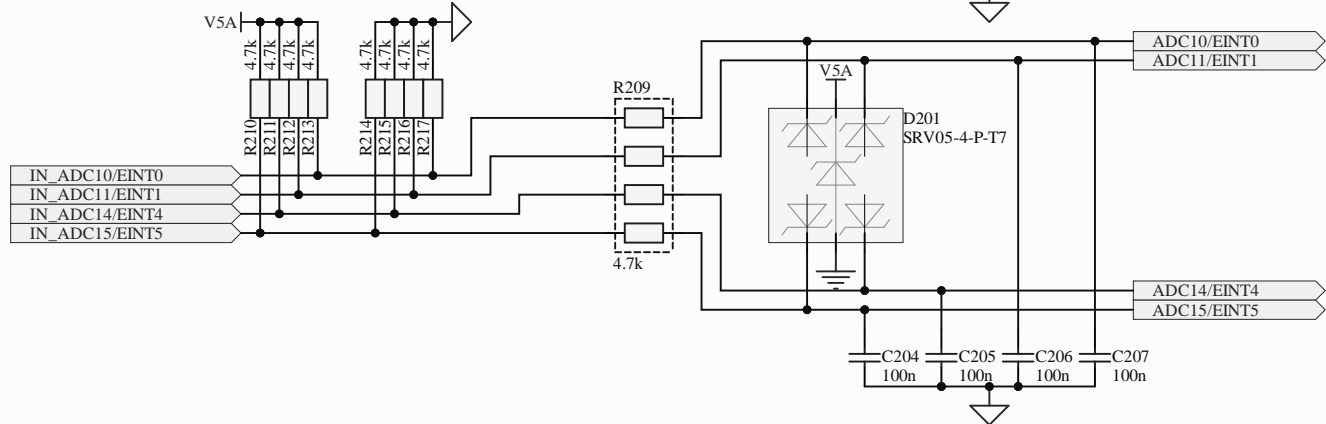 V5A
4.7k
4.7k
4.7k
4.7k
4.7k
4.7k
4.7k
4.7k
R210
R211
R212
R213
R214
R215
R216
R217
IN_ADC10/EINT0
IN_ADC11/EINT1
IN_ADC14/EINT4
IN_ADC15/EINT5
R209
4.7k
V5A
D201
SRV05-4-P-T7
ADC10/EINT0
ADC11/EINT1
ADC14/EINT4
ADC15/EINT5
C204
100n
C205
100n
C206
100n
C207
100n